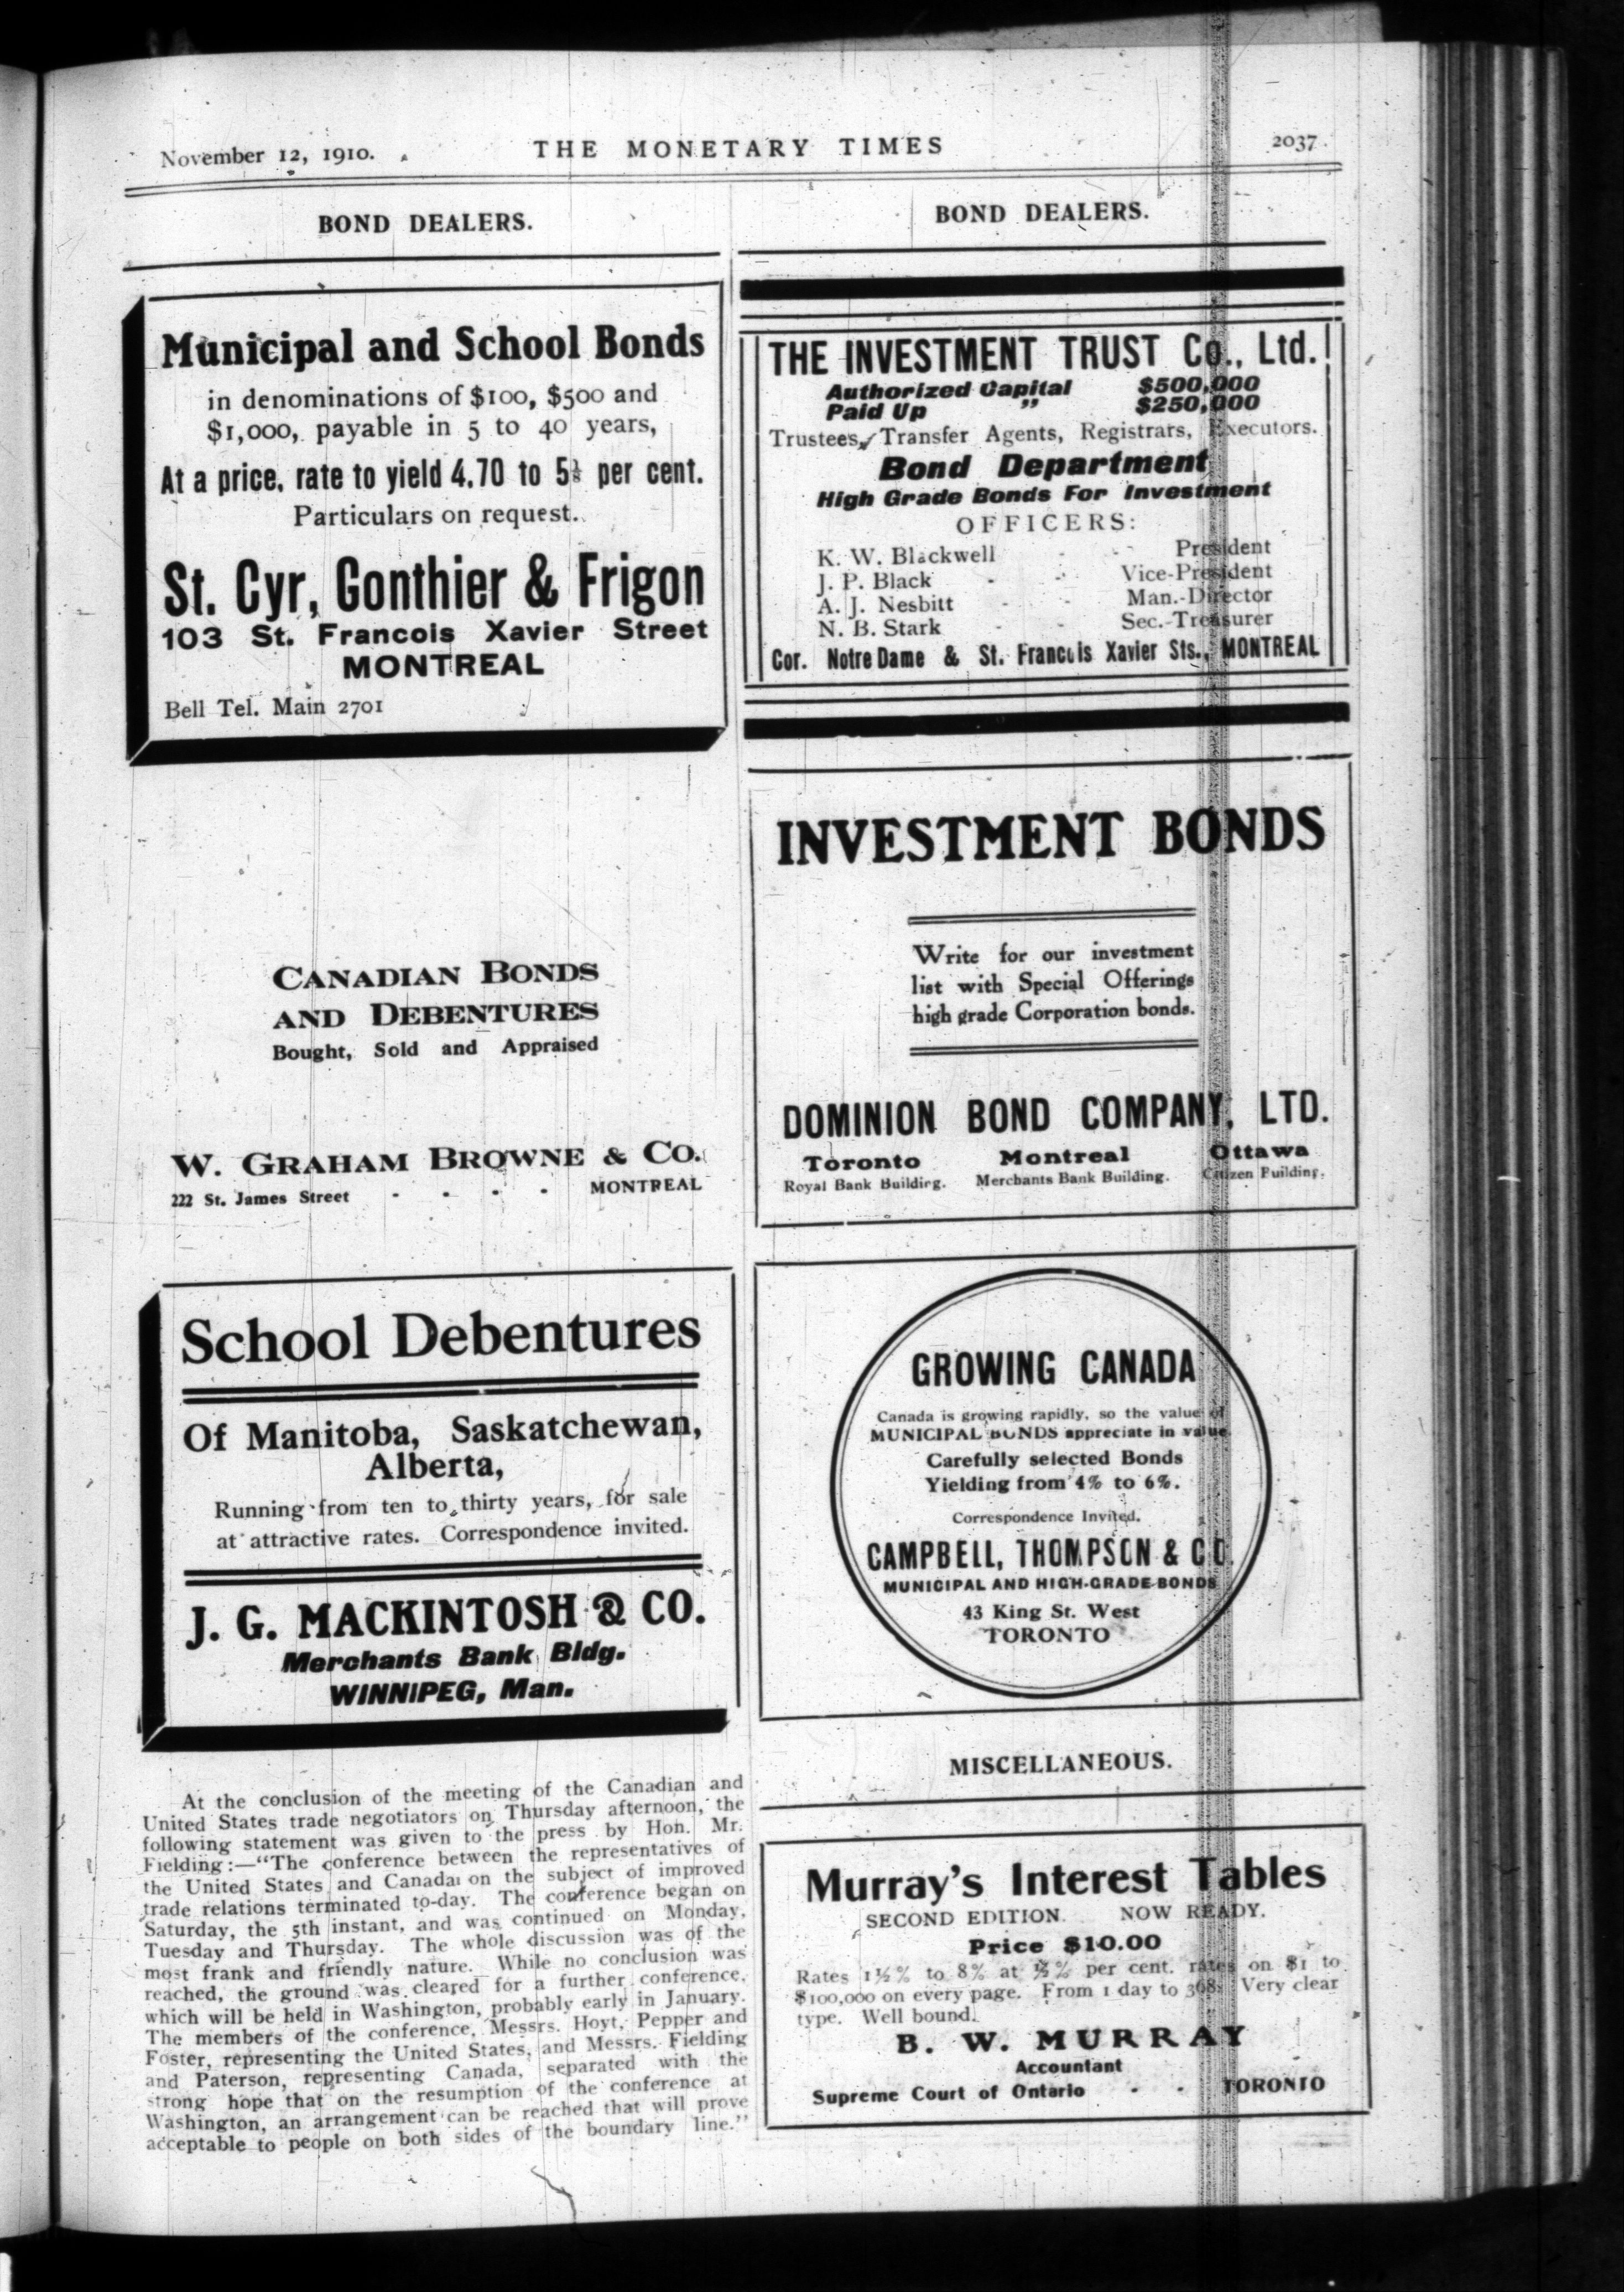 November 12, 1910.
THE MONETARY TIMES
2037
BOND DEALERS.
Municipal and School Bonds
in denominations of $100, $500 and
$1,000, payable in 5 to 40 years,
At a price, rate to yield 4.70 to 5 per cent.
Particulars on request.
St. Cyr, Gonthier & Frigon
103 St. Francois Xavier Street
MONTREAL
Bell Tel. Main 2701
CANADIAN BONDS
AND DEBENTURES
Bought, Sold and Appraised
W. GRAHAM BROWNE & CO.
222 St. James Street - - - - MONTREAL
School Debentures
Of Manitoba, Saskatchewan,
Alberta,
Running from ten to thirty years, for sale
at attractive rates. Correspondence invited.
J. G. MACKINTOSH & CO.
Merchants Bank Bldg.
WINNIPEG, Man.
At the conclusion of the meeting of the Canadian and
United States trade negotiators on Thursday afternoon, the
following statement was given to the press by Hon. Mr.
Fielding:—"The conference between the representatives of
the United States and Canada on the subject of improved
trade relations terminated to-day. The conference began on
Saturday, the 5th instant, and was continued on Monday,
Tuesday and Thursday. The whole discussion was of the
most frank and friendly nature. While no conclusion was
reached, the ground was cleared for a further conference,
which will be held in Washington, probably early in January.
The members of the conference, Messrs. Hoyt, Pepper and
Foster, representing the United States, and Messrs. Fielding
and Paterson, representing Canada, separated with the
strong hope that on the resumption of the conference at
Washington, an arrangement can be reached that will prove
acceptable to people on both sides of the boundary line."
BOND DEALERS.
THE INVESTMENT TRUST Co., Ltd.
Authorized Capital $500,000
Paid Up " $250,000
Trustees, Transfer Agents, Registrars, Executors.
Bond Department
High Grade Bonds For Investment
OFFICERS:
K. W. Blackwell - - President
J. P. Black - - Vice-President
A. J. Nesbitt - - Man.-Director
N. B. Stark - - Sec.-Treasurer
Cor. Notre Dame & St. Francois Xavier Sts., MONTREAL
INVESTMENT BONDS
Write for our investment
list with Special Offerings
high grade Corporation bonds.
DOMINION BOND COMPANY, LTD.
Toronto Montreal Ottawa
Royal Bank Building. Merchants Bank Building. Citizen Building.
GROWING CANADA
Canada is growing rapidly, so the value of
MUNICIPAL BONDS appreciate in value
Carefully selected Bonds
Yielding from 4% to 6%.
Correspondence Invited.
CAMPBELL, THOMPSON & CO.
MUNICIPAL AND HIGH-GRADE BONDS
43 King St. West
TORONTO
MISCELLANEOUS.
Murray's Interest Tables
SECOND EDITION. NOW READY.
Price $10.00
Rates 1½% to 8% at ½% per cent. rates on $1 to
$100,000 on every page. From 1 day to 368. Very clear
type. Well bound.
B. W. MURRAY
Accountant
Supreme Court of Ontario - - TORONTO